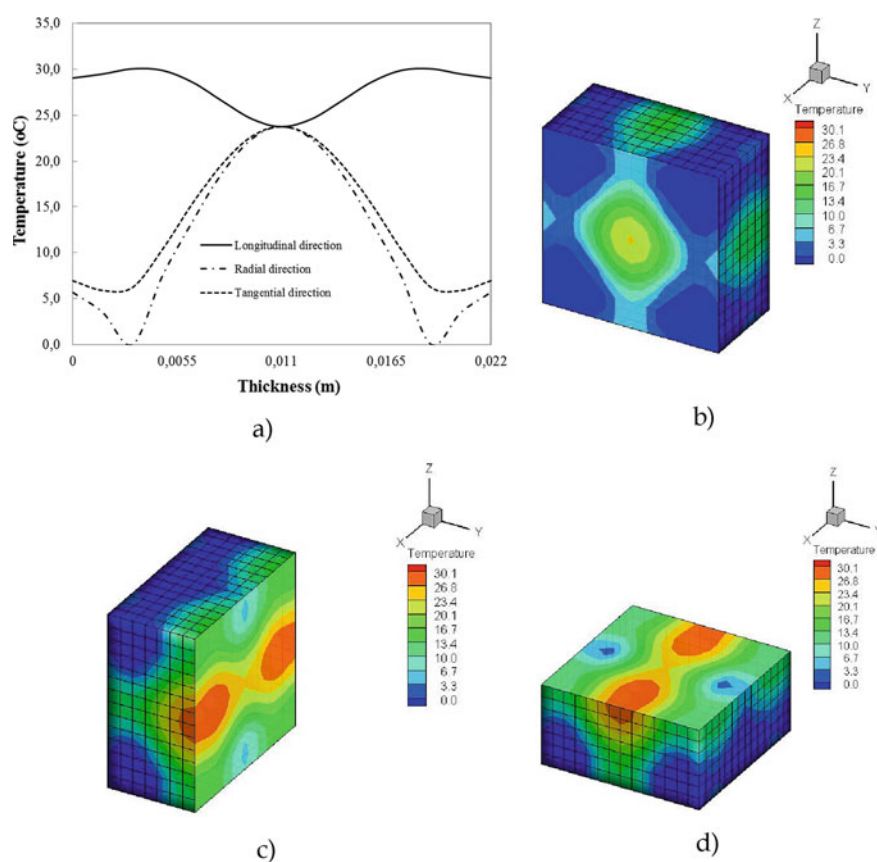 35,0
30,0
25,0
20,0
15,0
10,0
5,0
0,0
Temperature (oC)
Longitudinal direction
Radial direction
Tangential direction
0 0,0055 0,011 0,0165 0,022
Thickness (m)
a)
Z
X Y
Temperature
30.1
26.8
23.4
20.1
16.7
13.4
10.0
6.7
3.3
0.0
b)
Z
X Y
Temperature
30.1
26.8
23.4
20.1
16.7
13.4
10.0
6.7
3.3
0.0
c)
Z
X Y
Temperature
30.1
26.8
23.4
20.1
16.7
13.4
10.0
6.7
3.3
0.0
d)